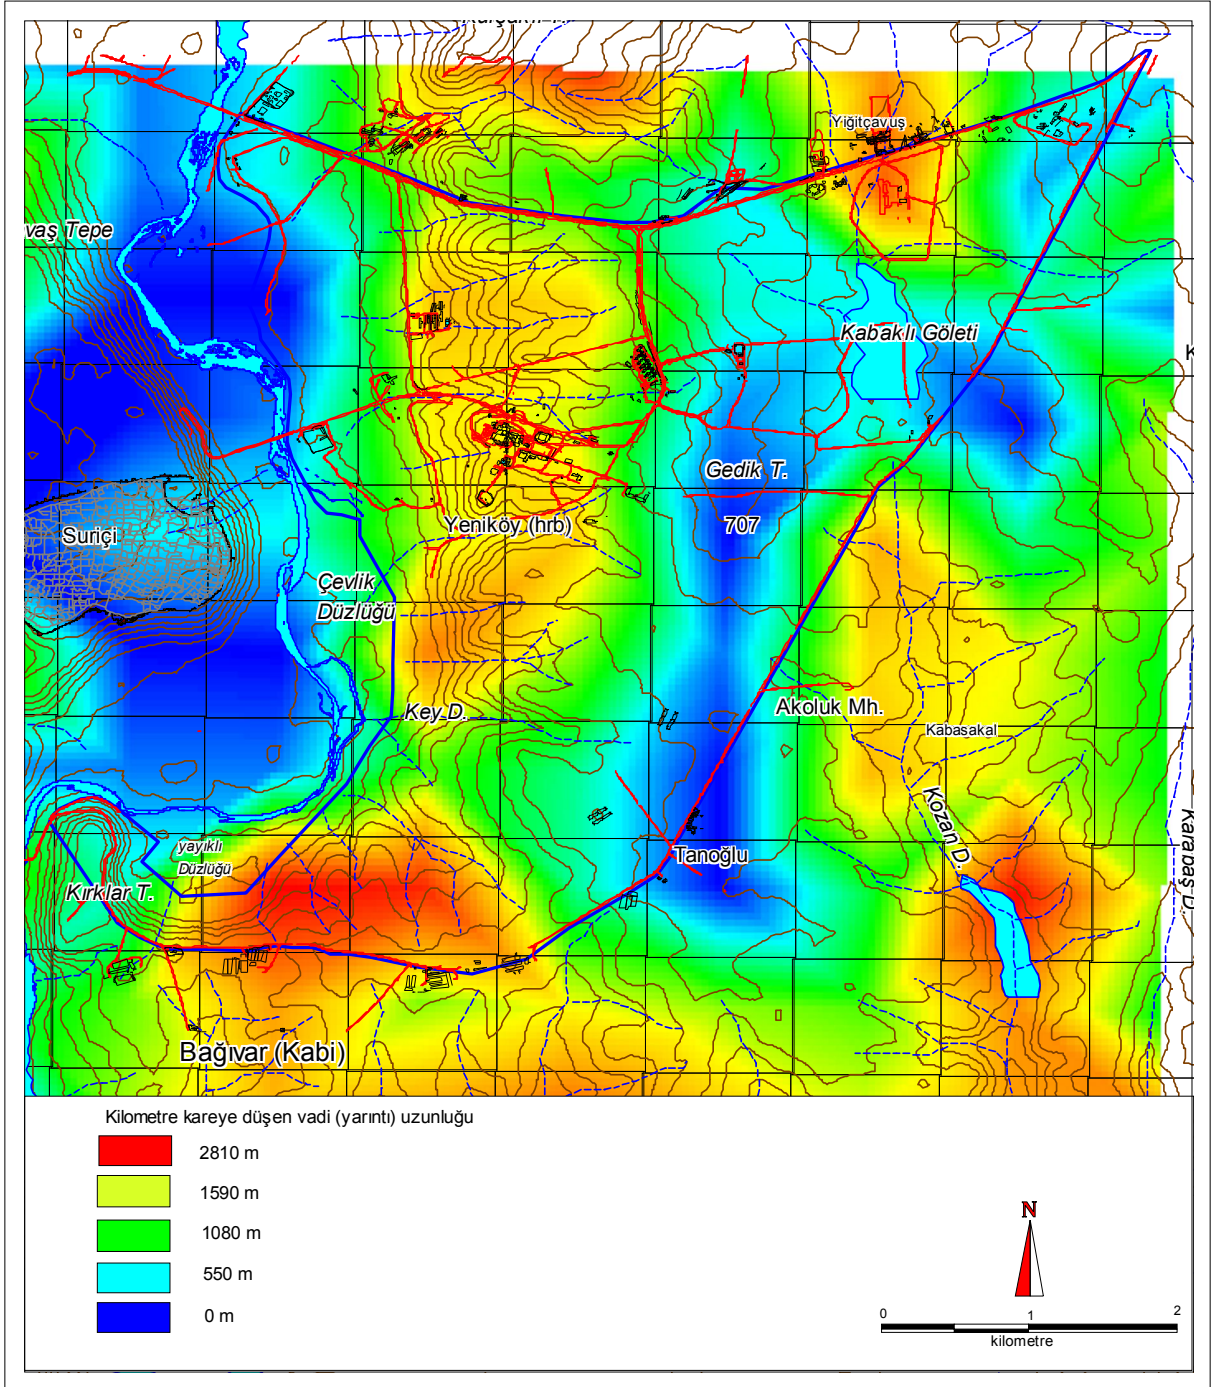 Yiğitçavuş
vaş Tepe
Kabaklı Göleti
Gedik T.
707
Yeniköy (hrb)
Suriçi
Çevlik
Düzlüğü
Key D.
Akoluk Mh.
Kabasakal
Kozan D.
Karabaş D.
yayıklı
Düzlüğü
Tanoğlu
Kırklar T.
Bağıvar (Kabi)
Kilometre kareye düşen vadi (yarıntı) uzunluğu
2810 m
1590 m
1080 m
550 m
0 m
N
0 1 2
kilometre